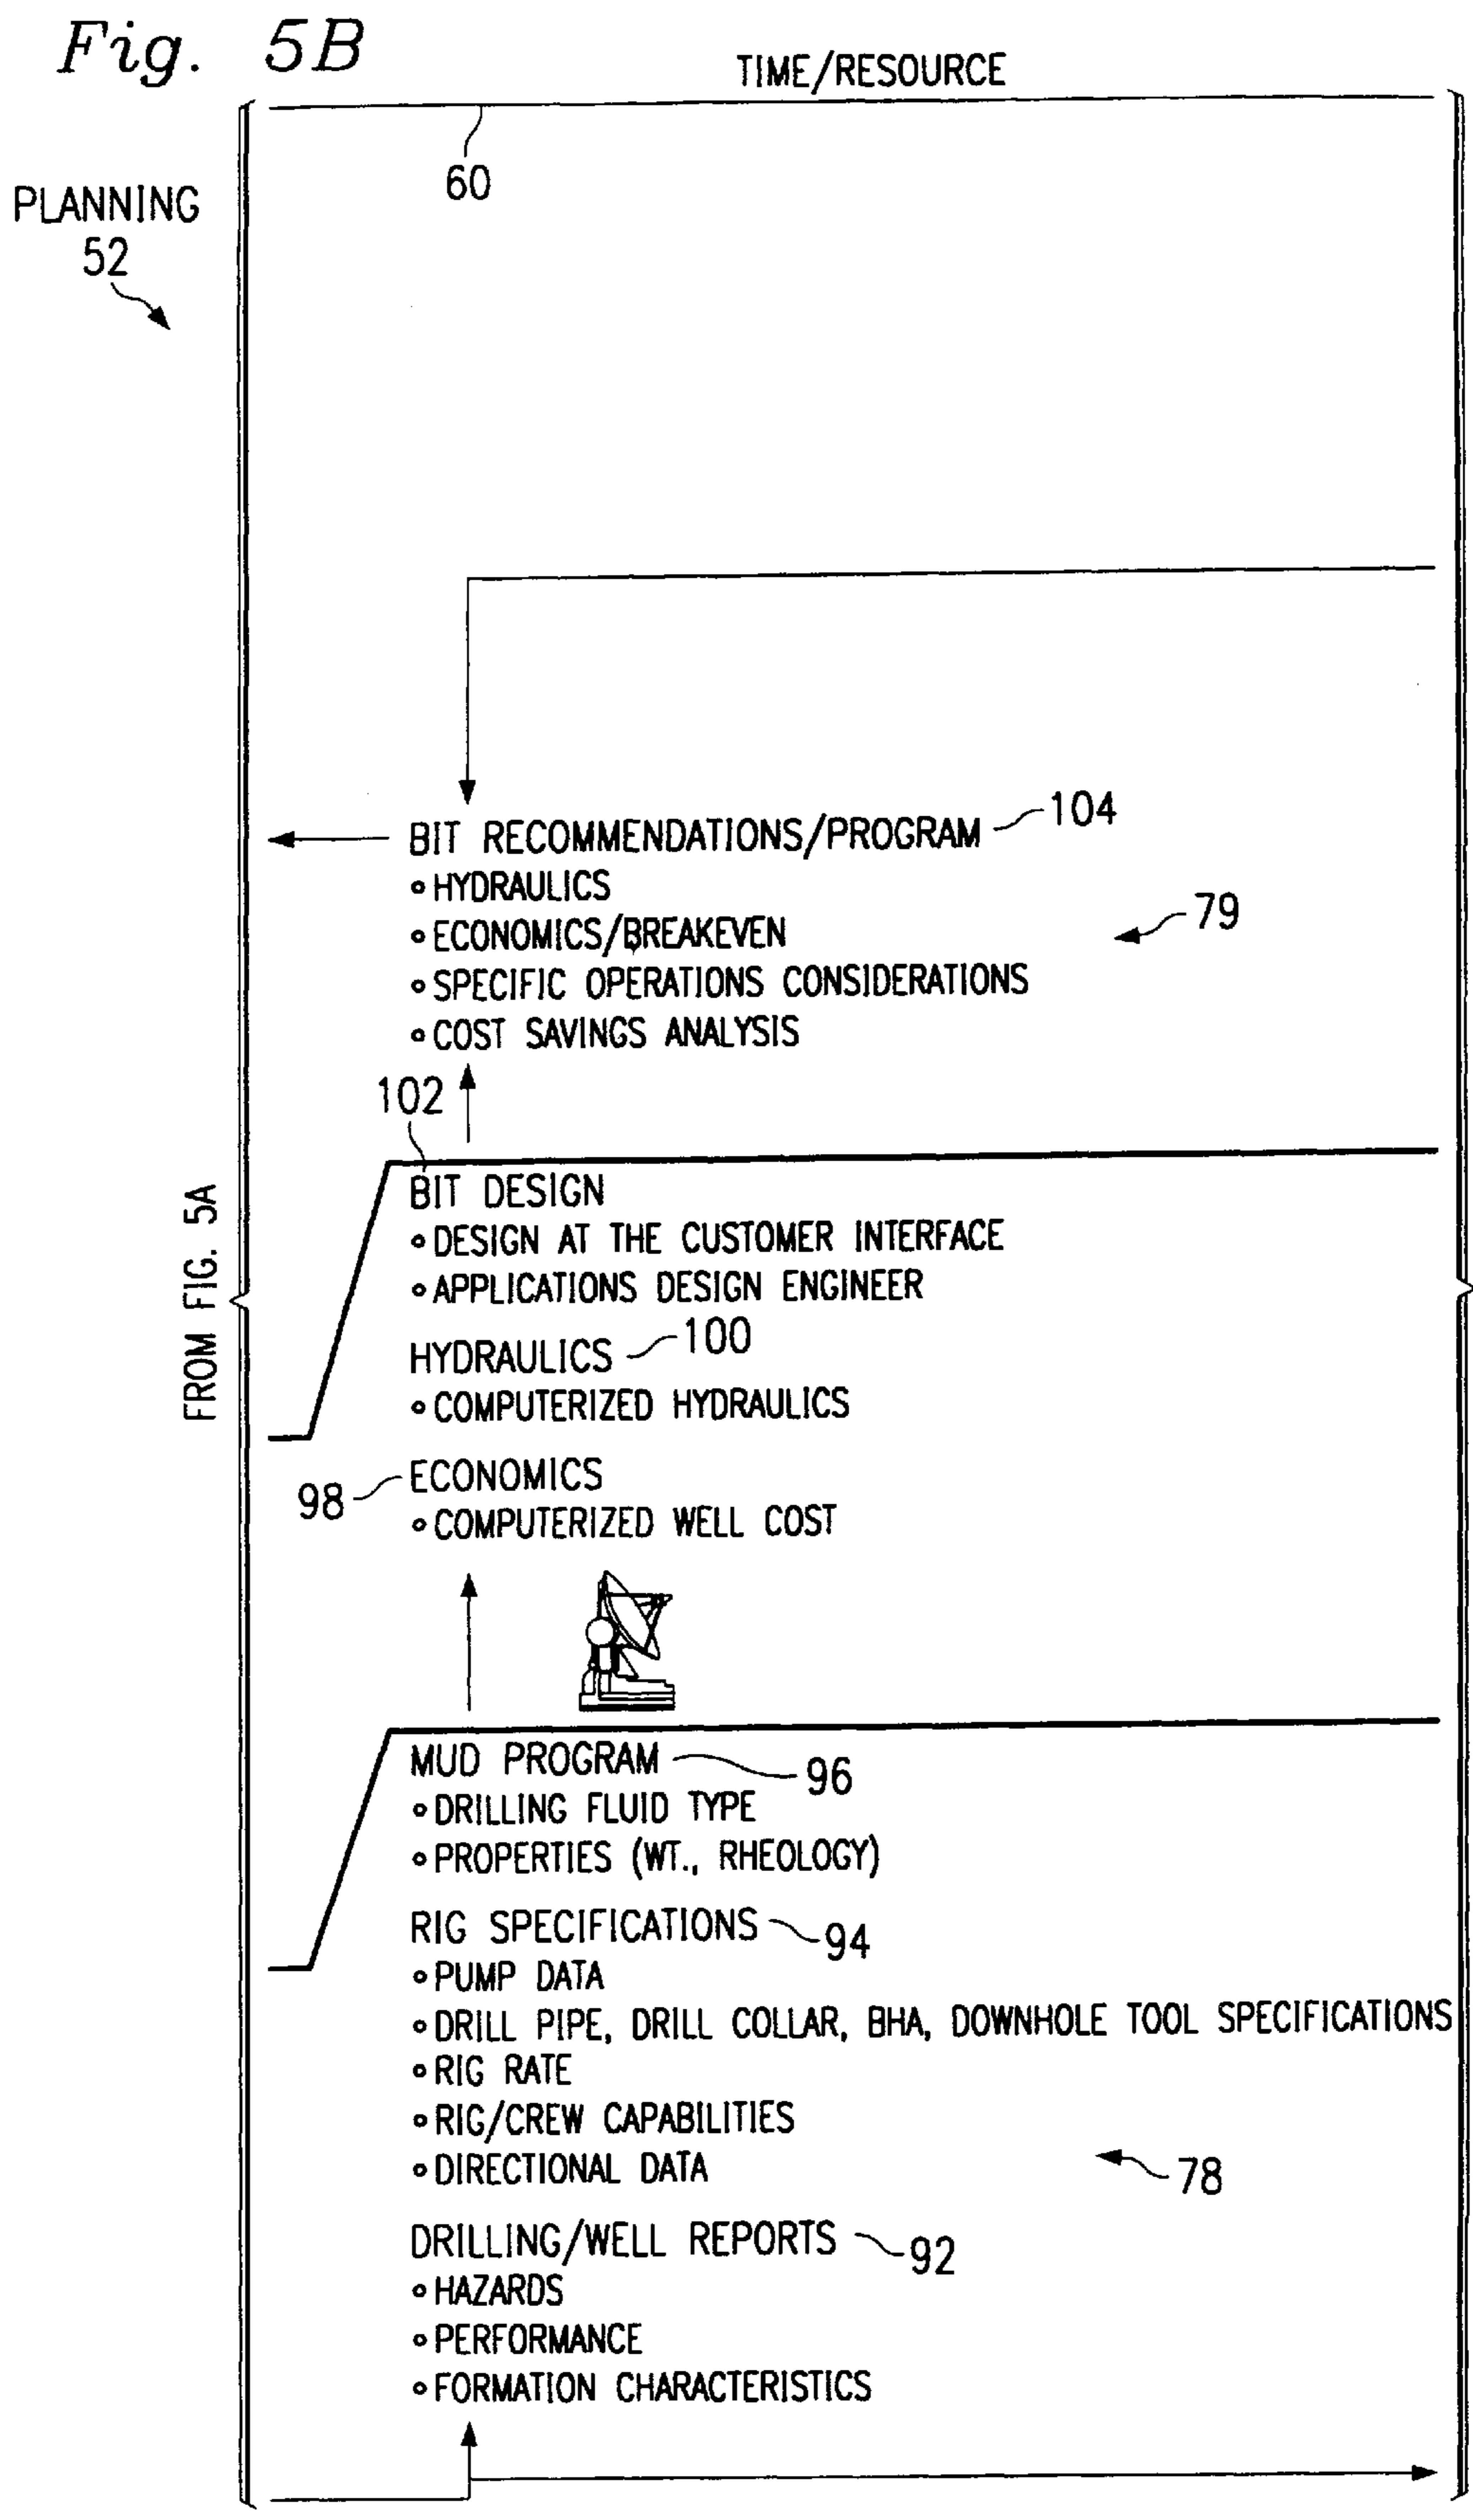 Fig. 5B
TIME/RESOURCE
60
PLANNING
52
BIT RECOMMENDATIONS/PROGRAM 104
∘ HYDRAULICS
∘ ECONOMICS/BREAKEVEN
79
∘ SPECIFIC OPERATIONS CONSIDERATIONS
∘ COST SAVINGS ANALYSIS
102
BIT DESIGN
∘ DESIGN AT THE CUSTOMER INTERFACE
∘ APPLICATIONS DESIGN ENGINEER
FROM FIG. 5A
HYDRAULICS 100
∘ COMPUTERIZED HYDRAULICS
98 ECONOMICS
∘ COMPUTERIZED WELL COST
MUD PROGRAM 96
∘ DRILLING FLUID TYPE
∘ PROPERTIES (WT., RHEOLOGY)
RIG SPECIFICATIONS 94
∘ PUMP DATA
∘ DRILL PIPE, DRILL COLLAR, BHA, DOWNHOLE TOOL SPECIFICATIONS
∘ RIG RATE
∘ RIG/CREW CAPABILITIES
∘ DIRECTIONAL DATA
78
DRILLING/WELL REPORTS 92
∘ HAZARDS
∘ PERFORMANCE
∘ FORMATION CHARACTERISTICS